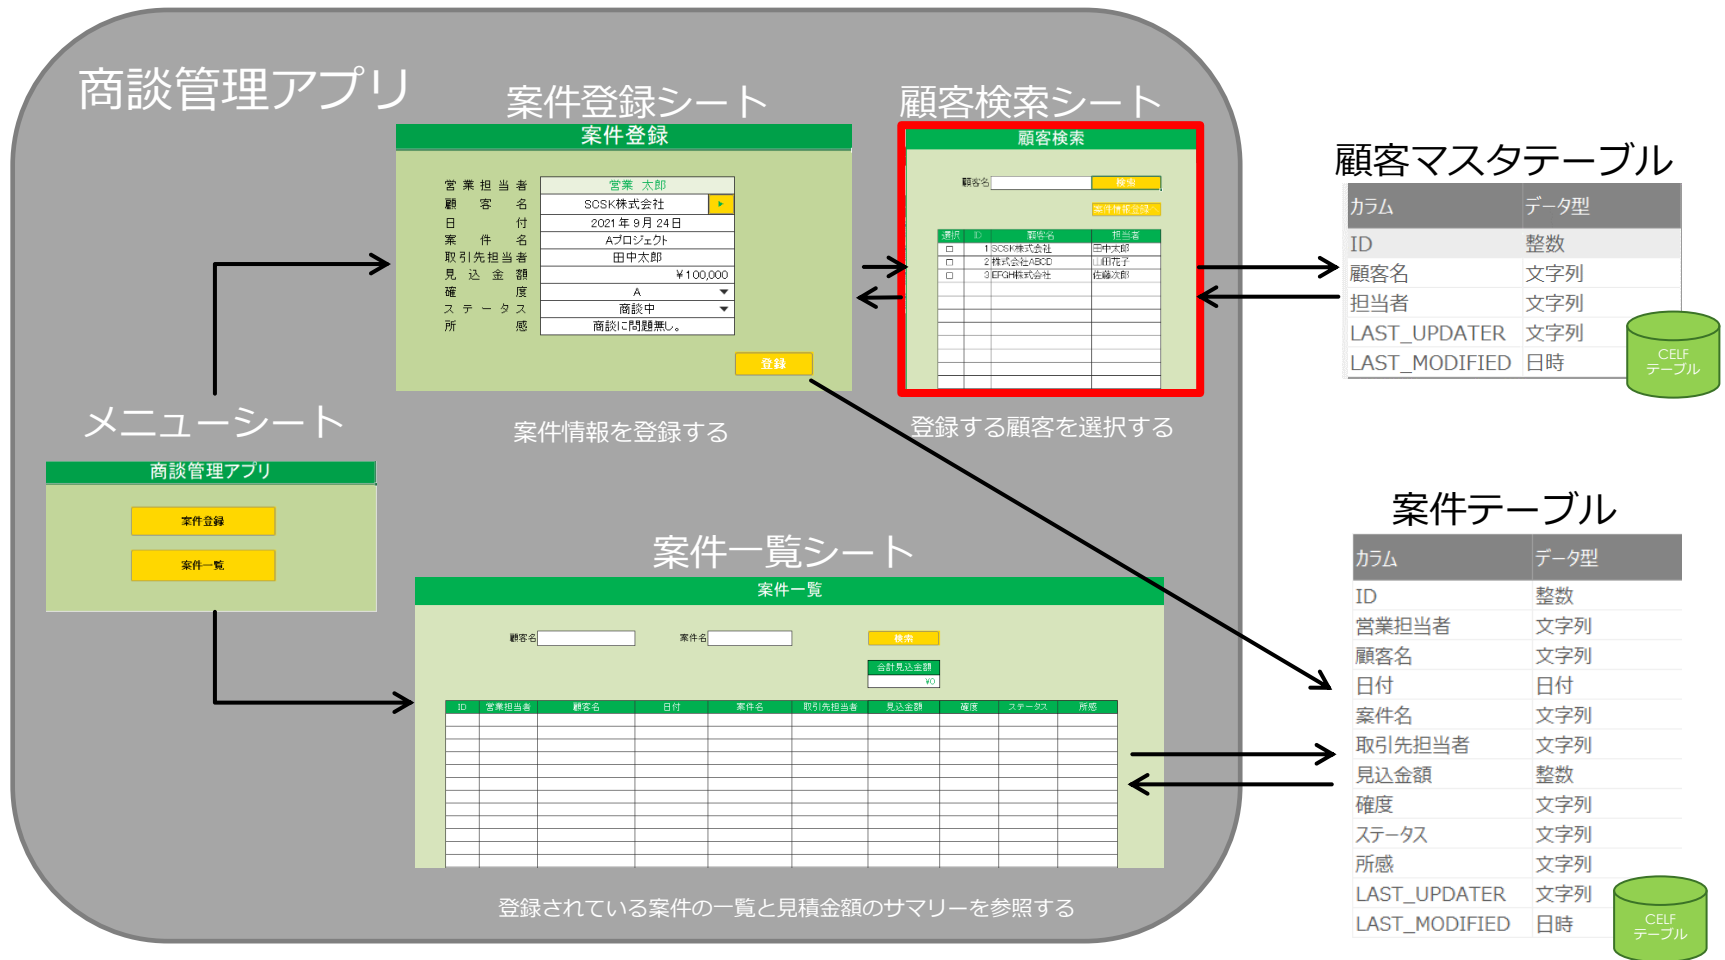 商談管理アプリ
案件登録シート
案件登録
営業担当者 営業 太郎
顧客名 SCSK株式会社
日付 2021年9月24日
案件名 Aプロジェクト
取引先担当者 田中太郎
見込金額 ¥100,000
確度 A
ステータス 商談中
所感 商談に問題無し。
登録
案件情報を登録する
顧客検索シート
顧客検索
顧客名 検索
案件情報登録へ
選択 ID 顧客名 担当者
1 SCSK株式会社 田中太郎
2 株式会社ABCD 山田花子
3 EFGH株式会社 佐藤次郎
登録する顧客を選択する
メニューシート
商談管理アプリ
案件登録
案件一覧
案件一覧シート
案件一覧
顧客名 案件名 検索
合計見込金額
¥0
ID 営業担当者 顧客名 日付 案件名 取引先担当者 見込金額 確度 ステータス 所感
登録されている案件の一覧と見積金額のサマリーを参照する
顧客マスタテーブル
カラム データ型
ID 整数
顧客名 文字列
担当者 文字列
LAST_UPDATER 文字列
LAST_MODIFIED 日時
CELF
テーブル
案件テーブル
カラム データ型
ID 整数
営業担当者 文字列
顧客名 文字列
日付 日付
案件名 文字列
取引先担当者 文字列
見込金額 整数
確度 文字列
ステータス 文字列
所感 文字列
LAST_UPDATER 文字列
LAST_MODIFIED 日時
CELF
テーブル